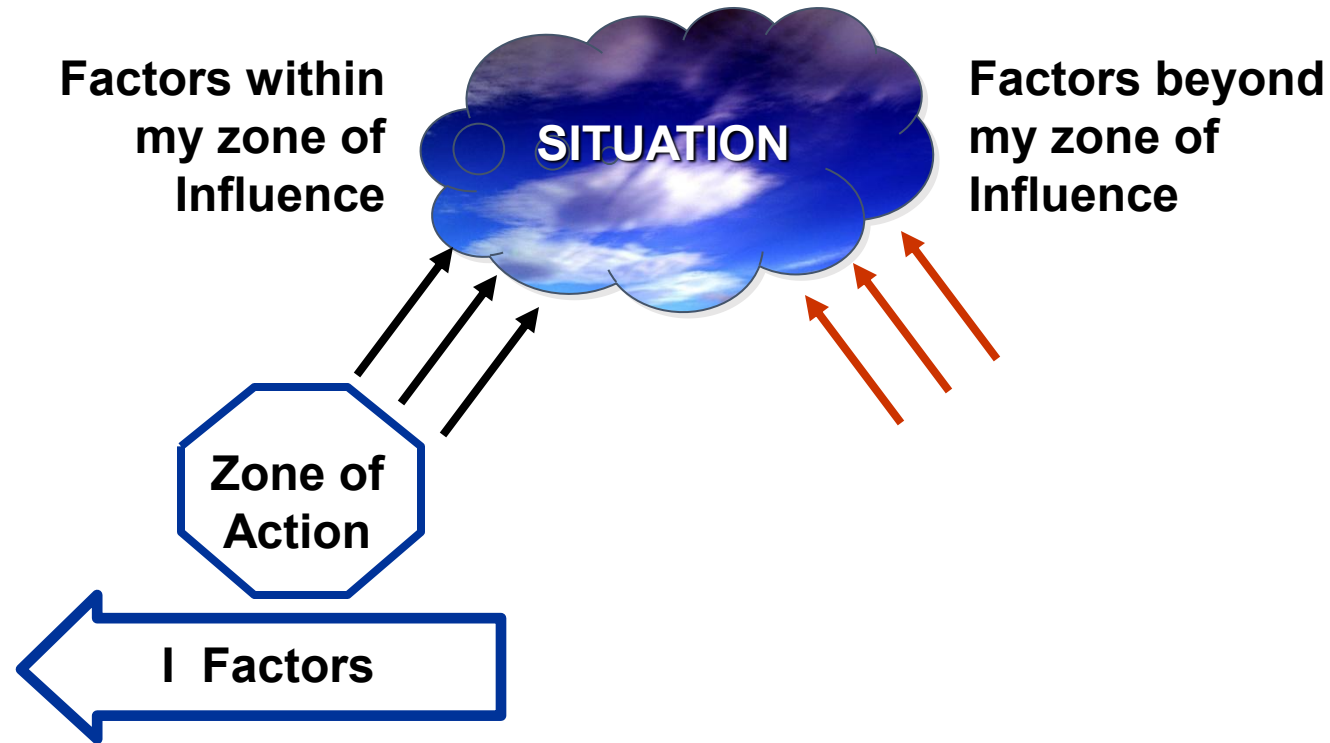 Factors within
my zone of
Influence
SITUATION
Factors beyond
my zone of
Influence
Zone of
Action
I Factors